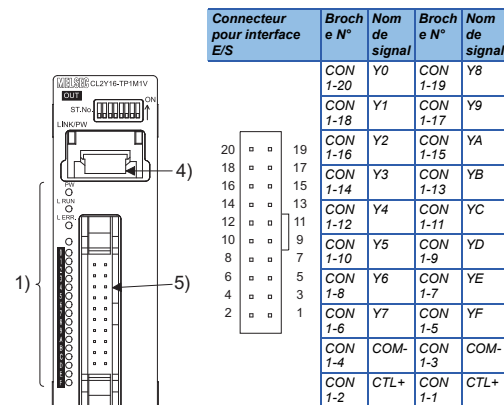 Connecteur pour interface E/S Broch e N° Nom de signal Broch e N° Nom de signal
CON 1-20 Y0 CON 1-19 Y8
CON 1-18 Y1 CON 1-17 Y9
CON 1-16 Y2 CON 1-15 YA
CON 1-14 Y3 CON 1-13 YB
CON 1-12 Y4 CON 1-11 YC
CON 1-10 Y5 CON 1-9 YD
CON 1-8 Y6 CON 1-7 YE
CON 1-6 Y7 CON 1-5 YF
CON 1-4 COM- CON 1-3 COM-
CON 1-2 CTL+ CON 1-1 CTL+
MELSEC CL2Y16-TP1M1V
OUT
ST.No.
ON
LINK/PW
4)
PW
L RUN
L ERR.
1)
5)
20 19
18 17
16 15
14 13
12 11
10 9
8 7
6 5
4 3
2 1